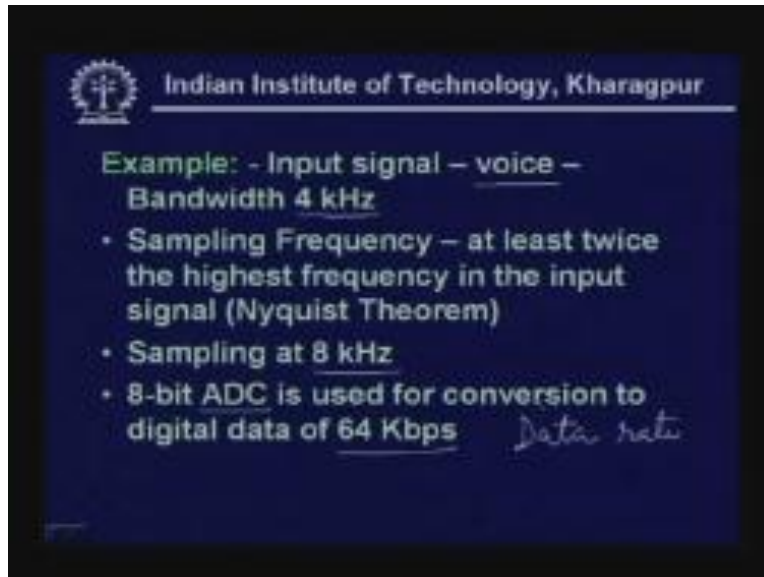 Indian Institute of Technology, Kharagpur
Example: - Input signal – voice –
Bandwidth 4 kHz
• Sampling Frequency – at least twice
the highest frequency in the input
signal (Nyquist Theorem)
• Sampling at 8 kHz
• 8-bit ADC is used for conversion to
digital data of 64 Kbps Data rate